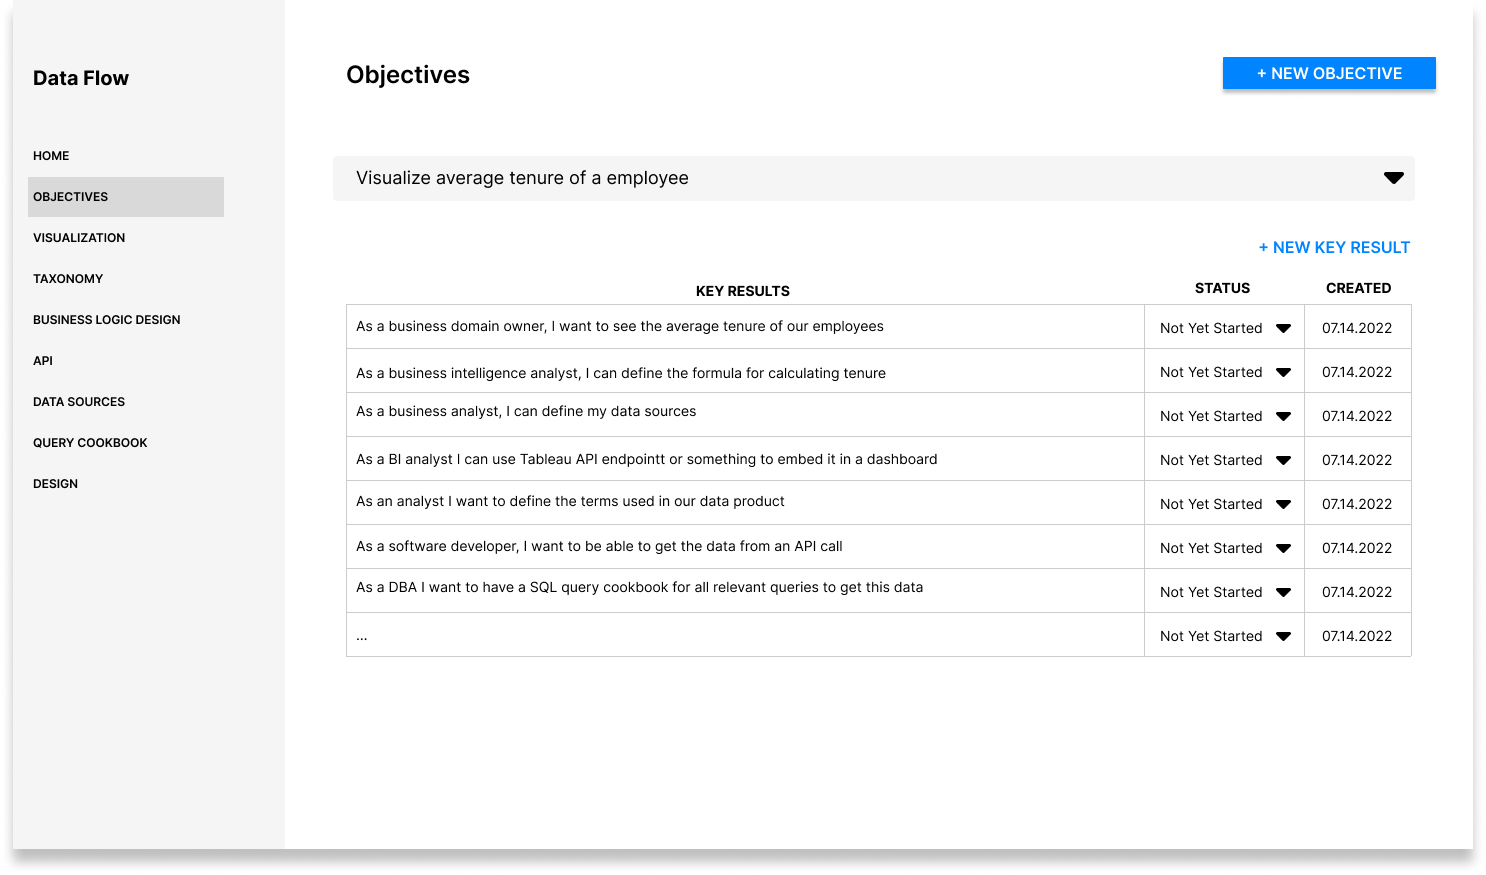 Data Flow
HOME
OBJECTIVES
VISUALIZATION
TAXONOMY
BUSINESS LOGIC DESIGN
API
DATA SOURCES
QUERY COOKBOOK
DESIGN
Objectives
+ NEW OBJECTIVE
Visualize average tenure of a employee
+ NEW KEY RESULT
KEY RESULTS STATUS CREATED
As a business domain owner, I want to see the average tenure of our employees Not Yet Started 07.14.2022
As a business intelligence analyst, I can define the formula for calculating tenure Not Yet Started 07.14.2022
As a business analyst, I can define my data sources Not Yet Started 07.14.2022
As a BI analyst I can use Tableau API endpointt or something to embed it in a dashboard Not Yet Started 07.14.2022
As an analyst I want to define the terms used in our data product Not Yet Started 07.14.2022
As a software developer, I want to be able to get the data from an API call Not Yet Started 07.14.2022
As a DBA I want to have a SQL query cookbook for all relevant queries to get this data Not Yet Started 07.14.2022
... Not Yet Started 07.14.2022